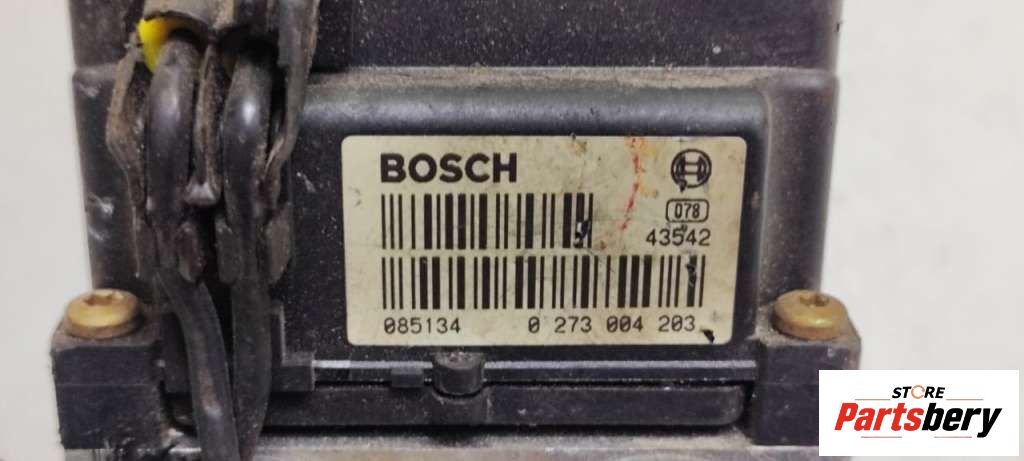 BOSCH
078
43542
085134 0 273 004 203
STORE
Partsbery